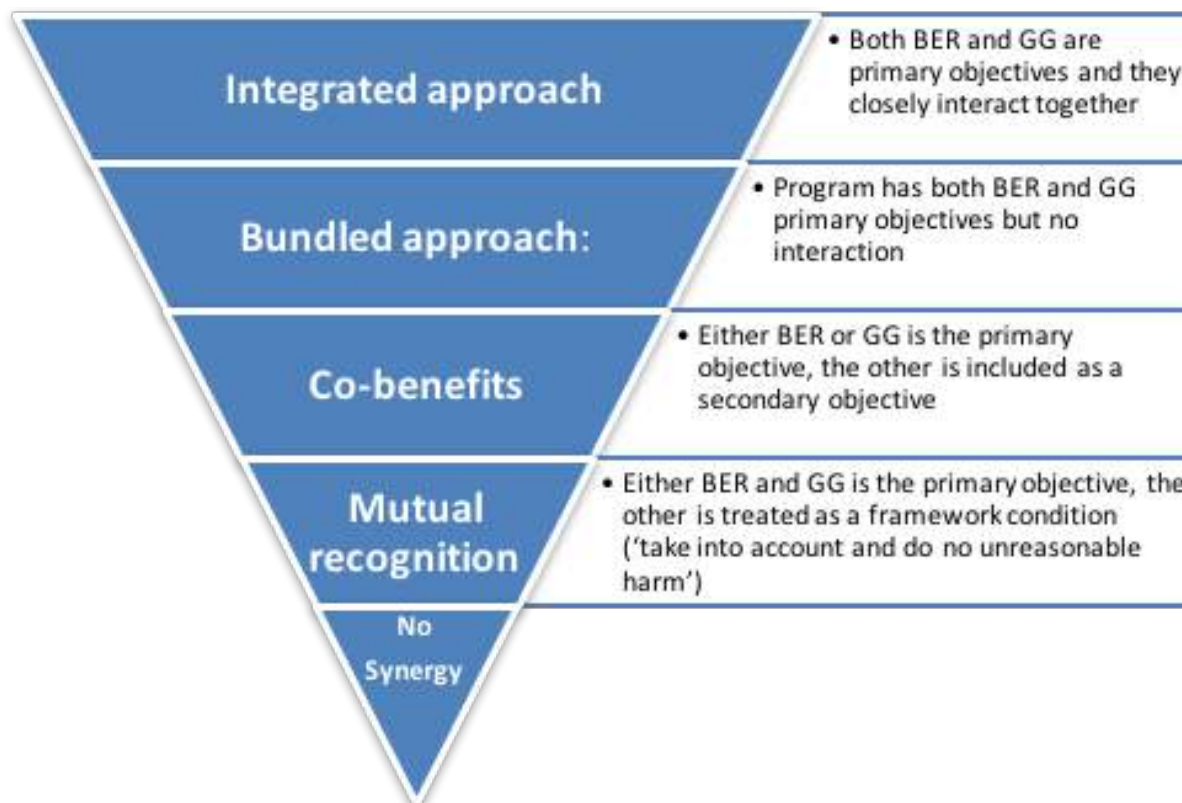 Integrated approach
• Both BER and GG are
primary objectives and they
closely interact together
Bundled approach:
• Program has both BER and GG
primary objectives but no
interaction
Co-benefits
• Either BER or GG is the primary
objective, the other is included as a
secondary objective
Mutual
recognition
• Either BER and GG is the primary objective, the
other is treated as a framework condition
(‘take into account and do no unreasonable
harm’)
No
Synergy